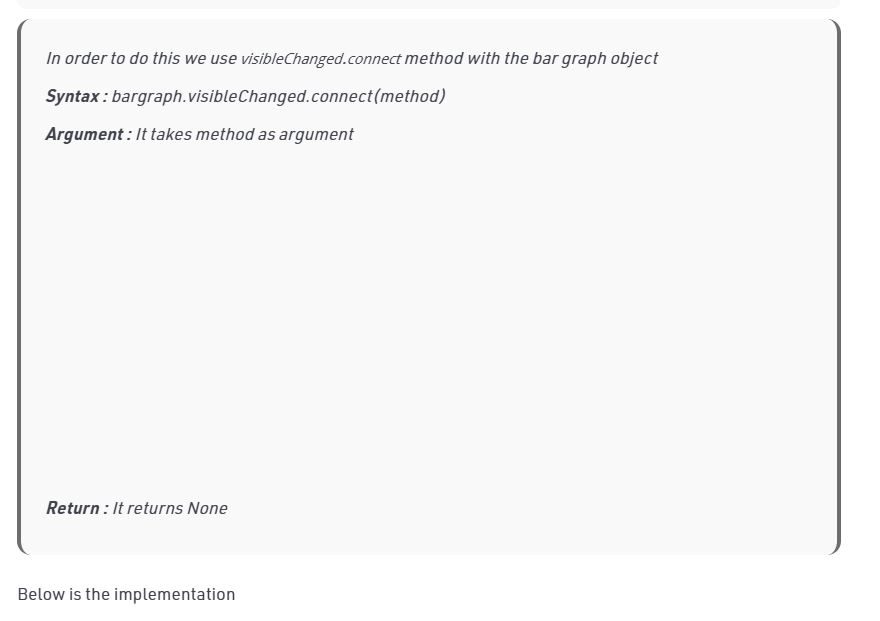 In order to do this we use visibleChanged.connect method with the bar graph object
Syntax : bargraph.visibleChanged.connect(method)
Argument : It takes method as argument
Return : It returns None
Below is the implementation